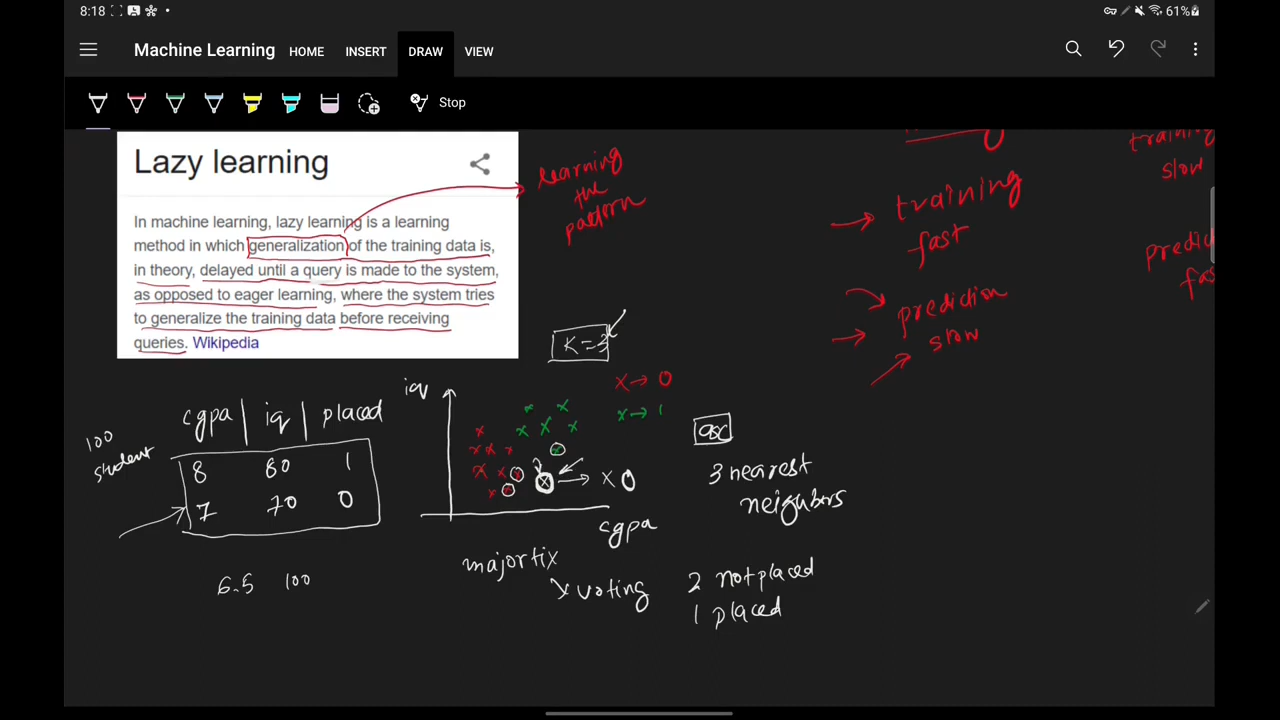 8:18
61%
Machine Learning HOME INSERT DRAW VIEW
Stop
Lazy learning
In machine learning, lazy learning is a learning
method in which generalization of the training data is,
in theory, delayed until a query is made to the system,
as opposed to eager learning, where the system tries
to generalize the training data before receiving
queries. Wikipedia
learning
the
pattern
training
fast
prediction
slow
training
slow
predic
fas
K=3
100
student
cgpa | iq | placed
8 80 1
7 70 0
6.5 100
iq
cgpa
x→ 0
x→ 1
x 0
asc
3 nearest
neighbors
voting
2 not placed
1 placed